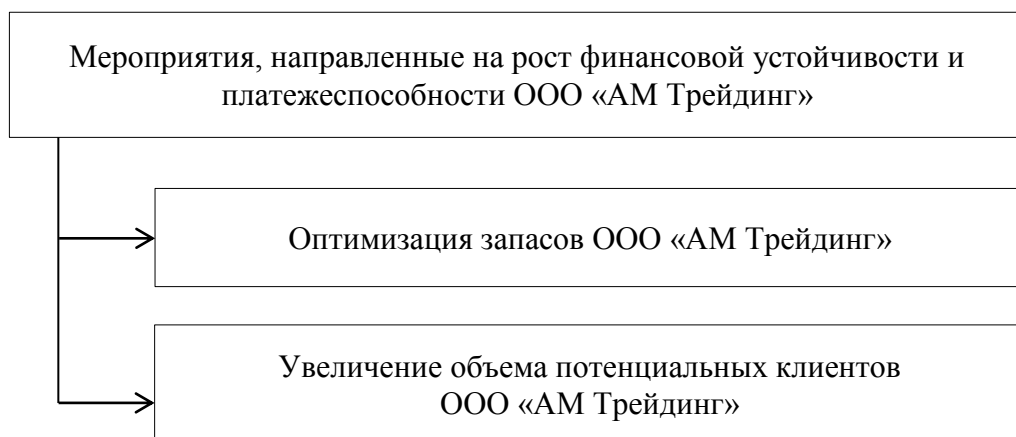 Мероприятия, направленные на рост финансовой устойчивости и
платежеспособности ООО «АМ Трейдинг»
Оптимизация запасов ООО «АМ Трейдинг»
Увеличение объема потенциальных клиентов
ООО «АМ Трейдинг»